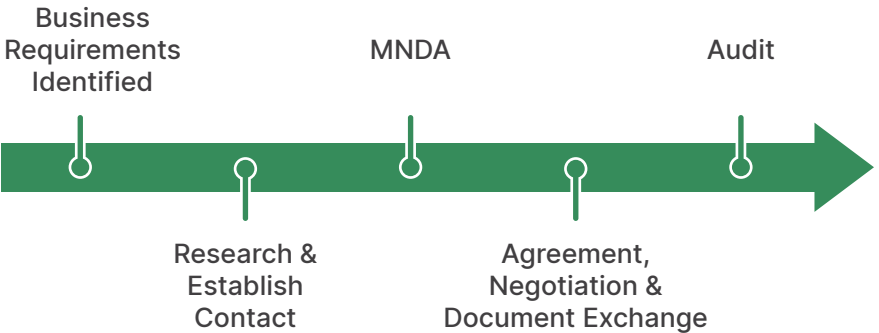 Business
Requirements
Identified
Research &
Establish
Contact
MNDA
Agreement,
Negotiation &
Document Exchange
Audit